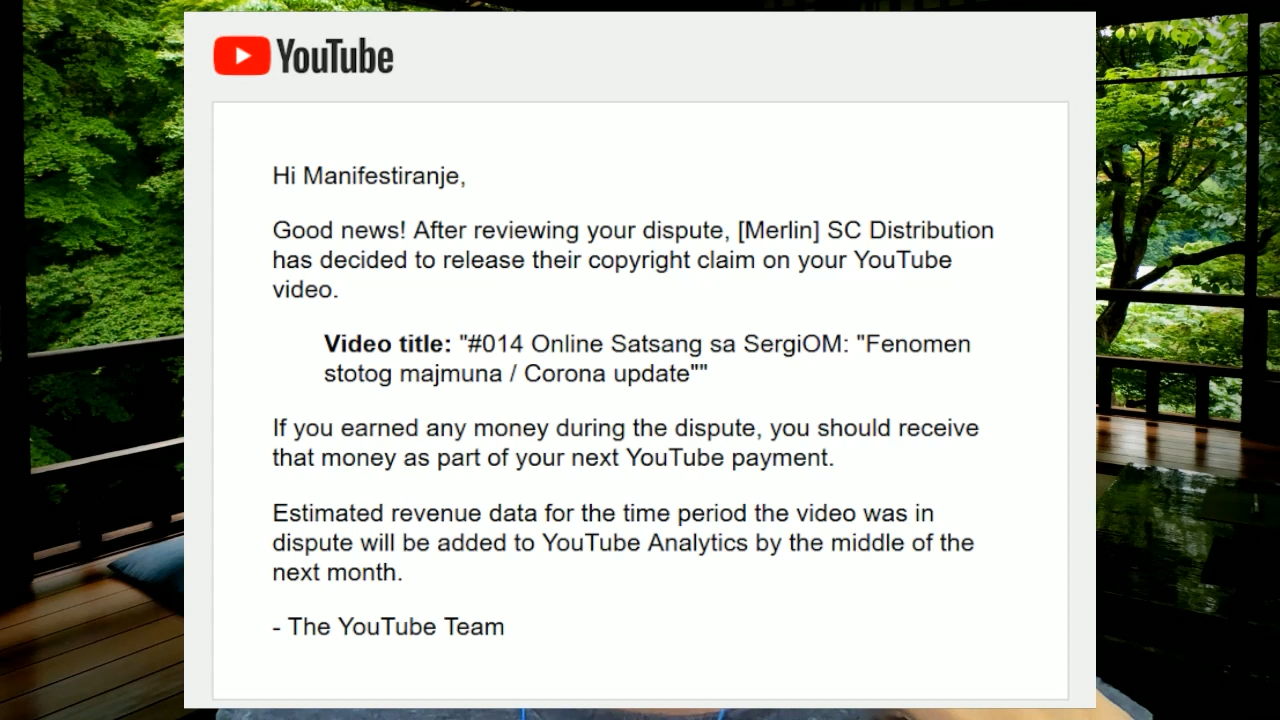 YouTube
Hi Manifestiranje,
Good news! After reviewing your dispute, [Merlin] SC Distribution
has decided to release their copyright claim on your YouTube
video.
Video title: "#014 Online Satsang sa SergiOM: "Fenomen
stotog majmuna / Corona update""
If you earned any money during the dispute, you should receive
that money as part of your next YouTube payment.
Estimated revenue data for the time period the video was in
dispute will be added to YouTube Analytics by the middle of the
next month.
- The YouTube Team